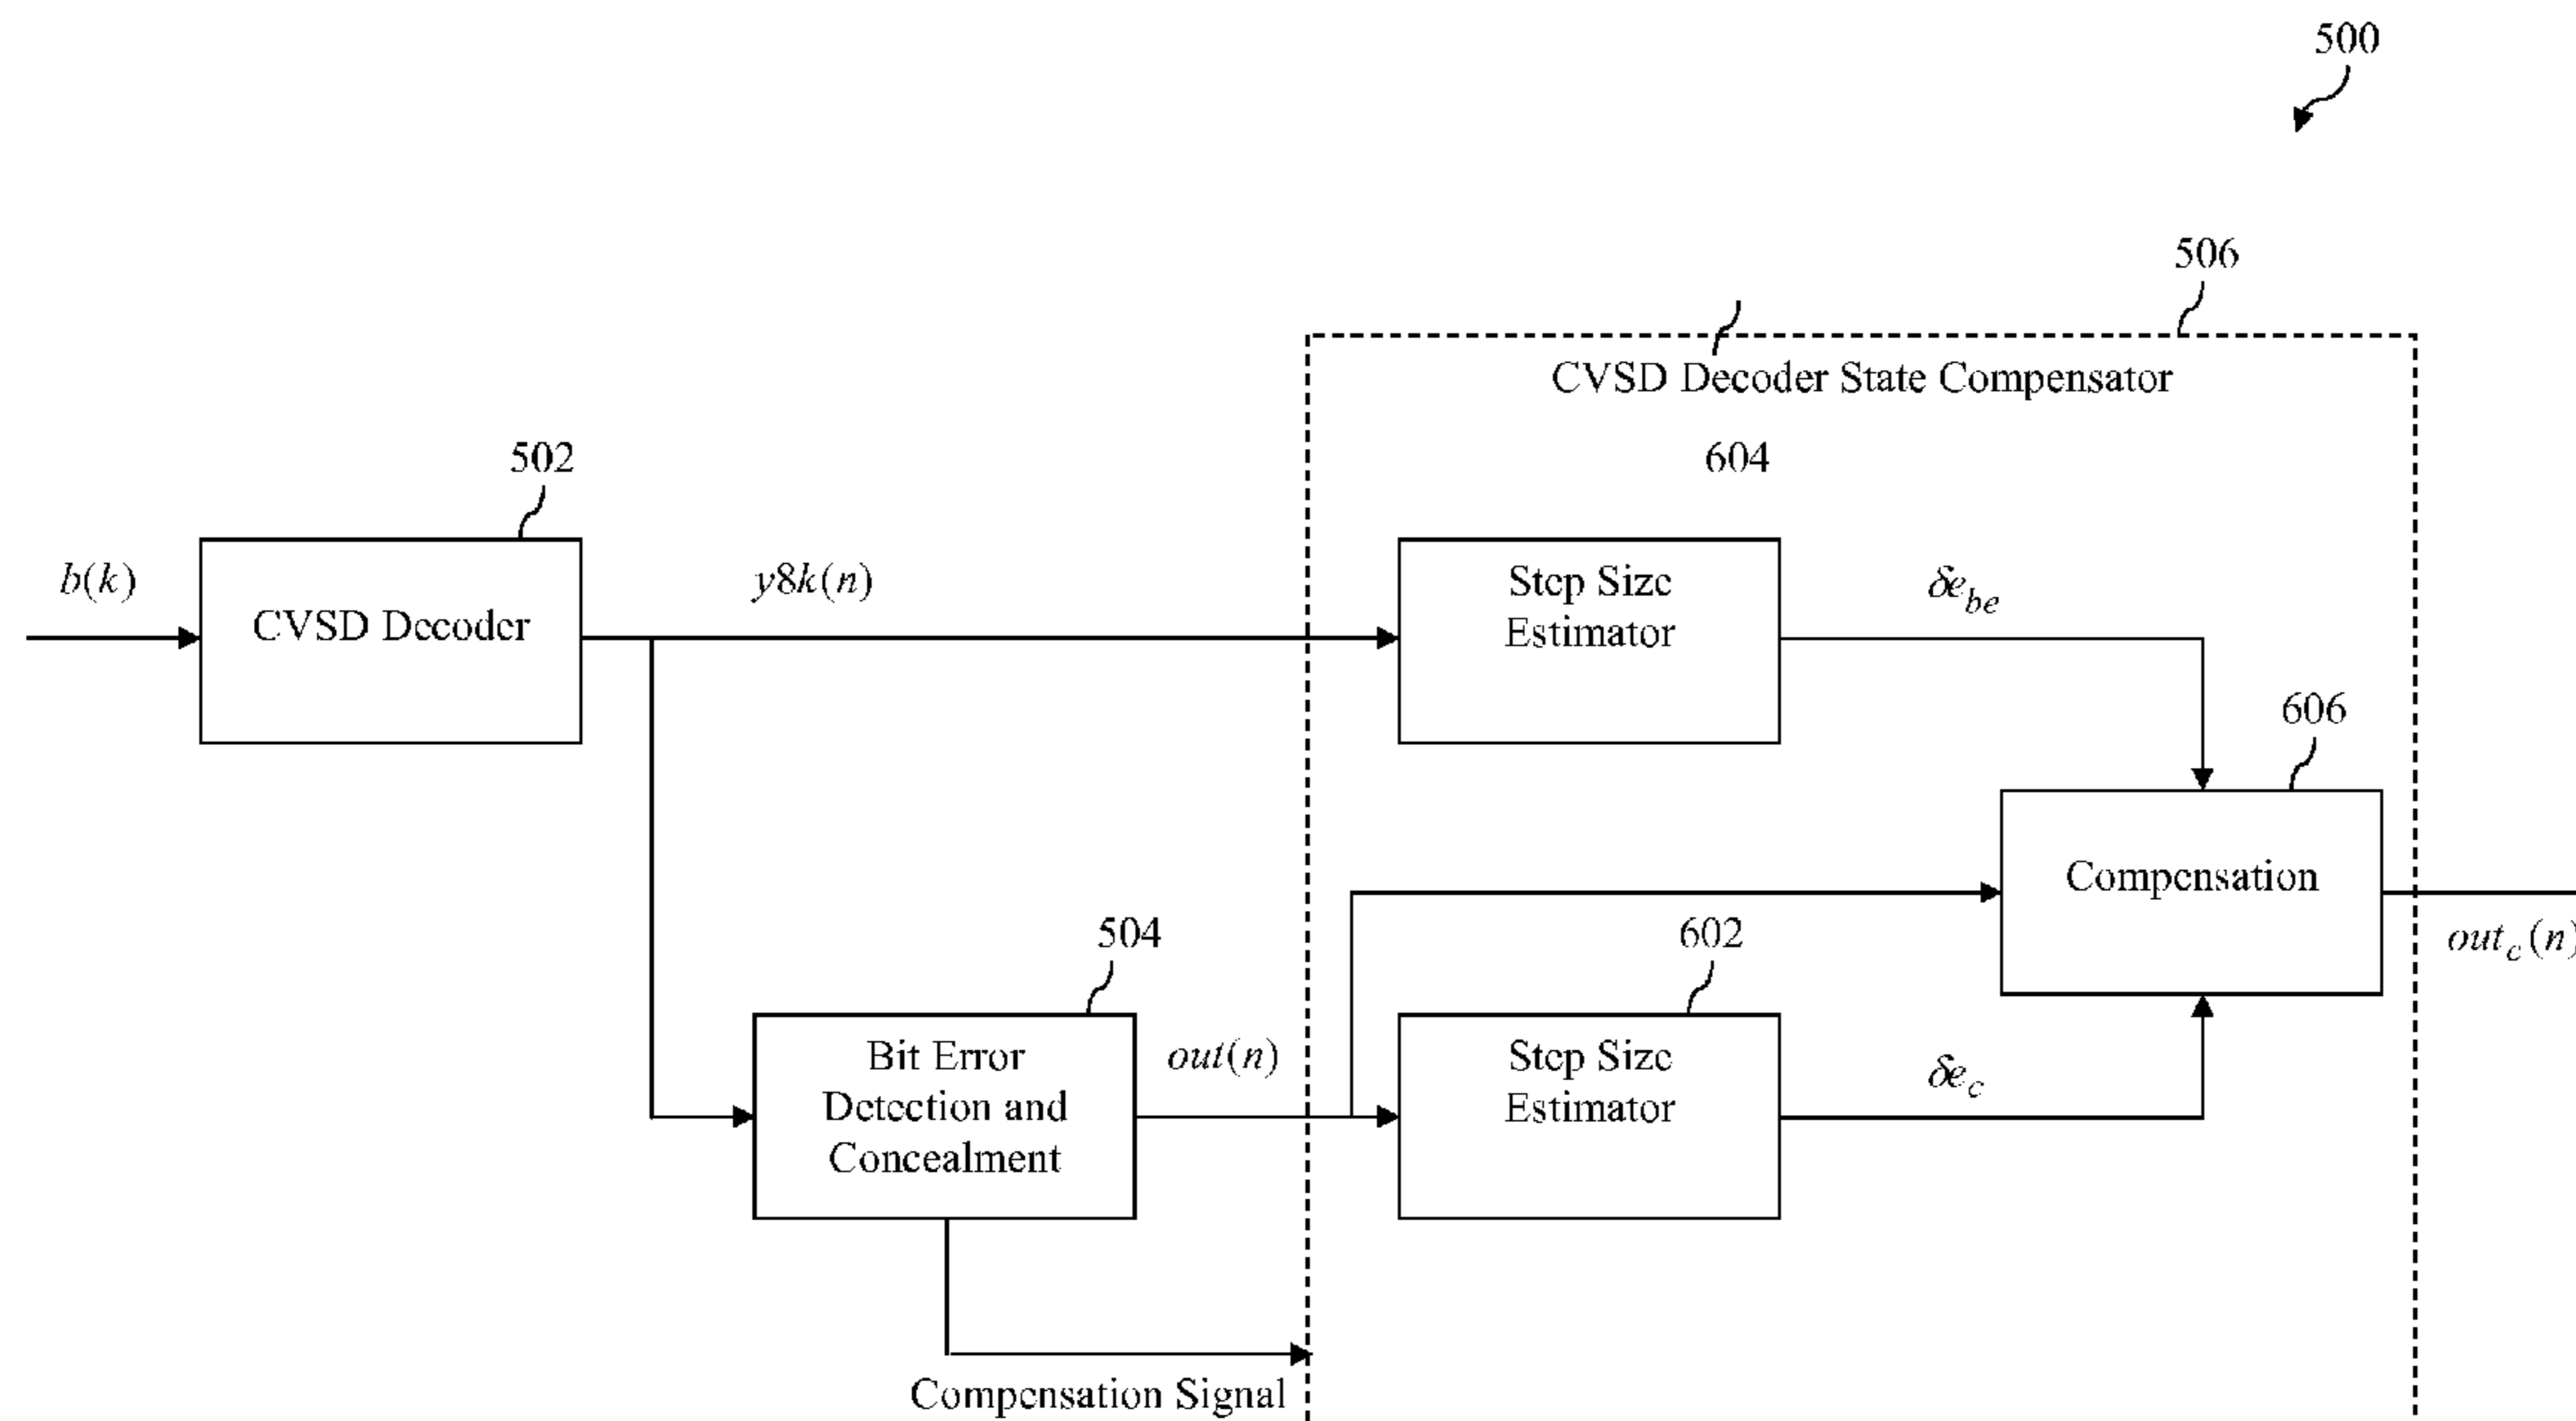 500
506
CVSD Decoder State Compensator
604
502
b(k)
CVSD Decoder
y8k(n)
Step Size
Estimator
δe_be
606
Compensation
out_c(n)
504
602
Bit Error
Detection and
Concealment
out(n)
Step Size
Estimator
δe_c
Compensation Signal